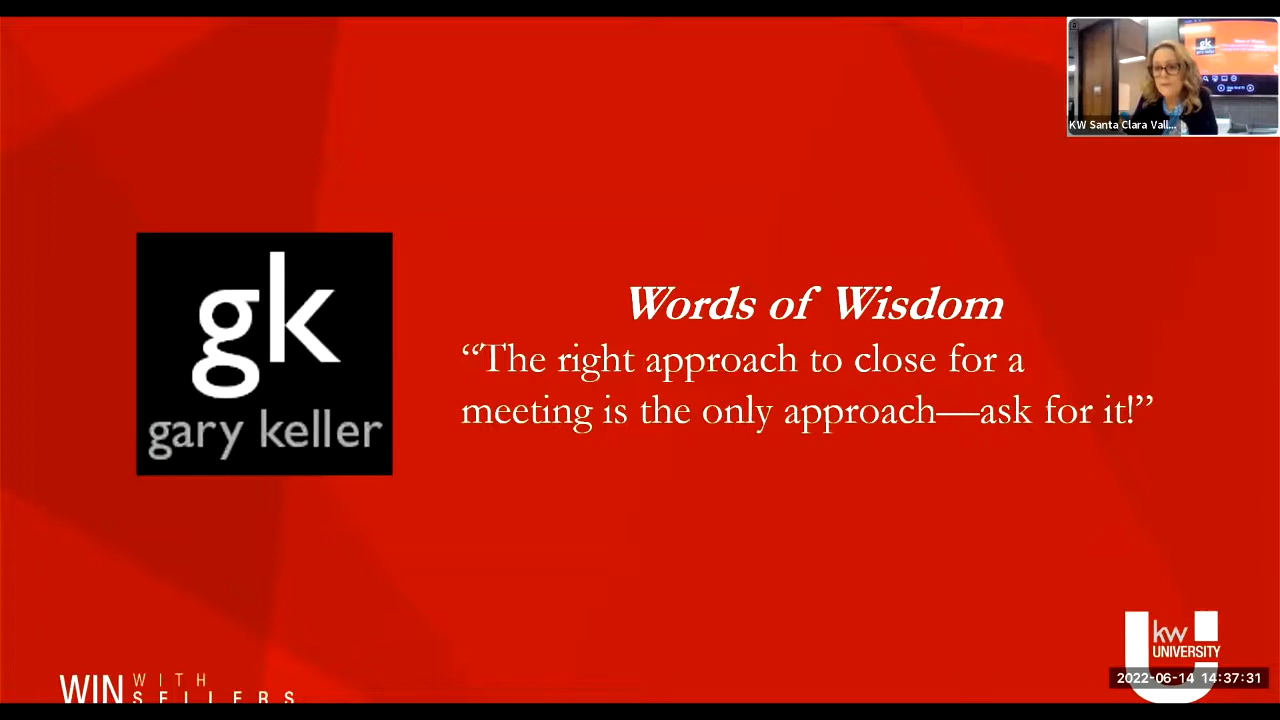 KW Santa Clara Vall...
gk
gary keller
Words of Wisdom
“The right approach to close for a
meeting is the only approach—ask for it!”
WIN WITH
SELLERS
kw
UNIVERSITY
2022-06-14 14:37:31